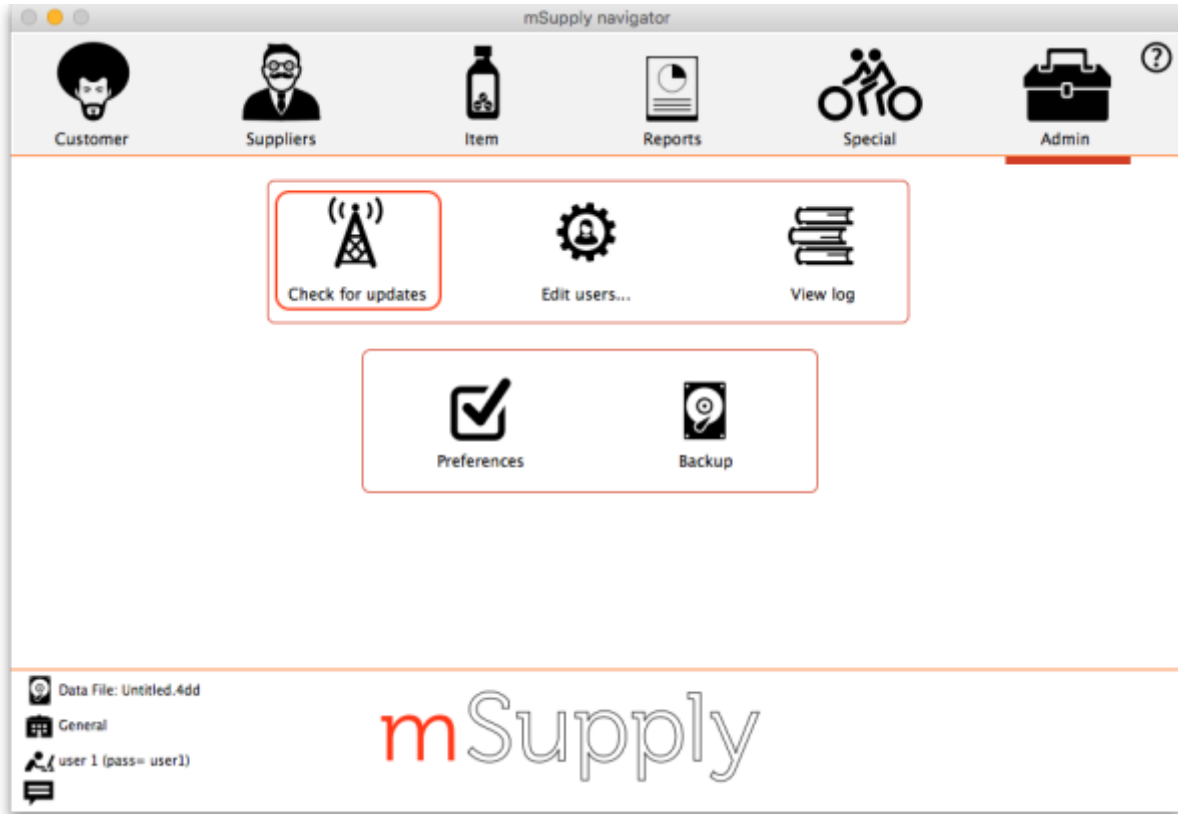 mSupply navigator
Customer Suppliers Item Reports Special Admin ?
Check for updates Edit users... View log
Preferences Backup
Data File: Untitled.4dd
General
user 1 (pass= user1)
mSupply